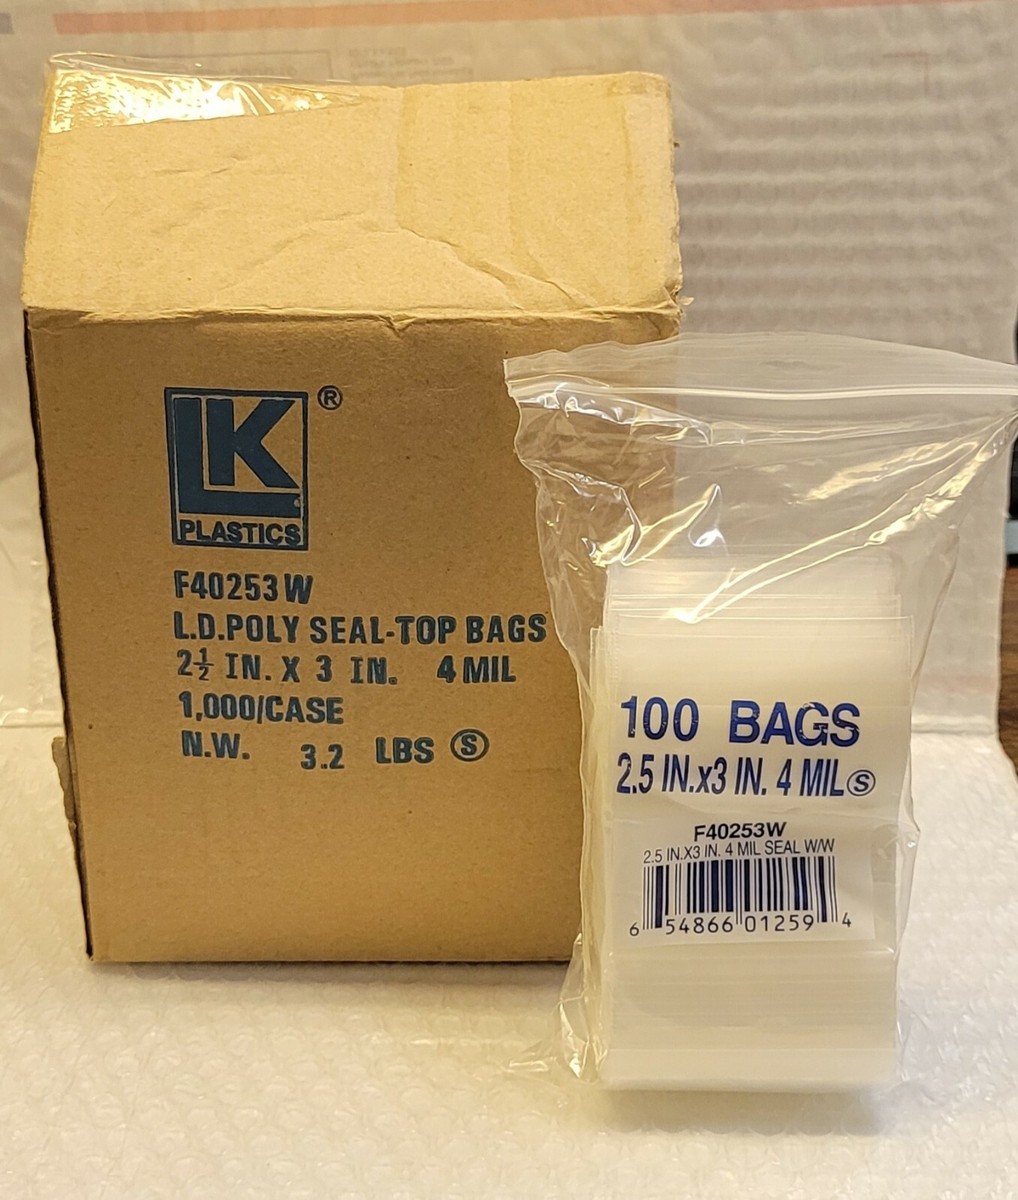 LK ®
PLASTICS
F40253W
L.D.POLY SEAL-TOP BAGS
2½ IN. X 3 IN. 4 MIL
1,000/CASE
N.W. 3.2 LBS Ⓢ
100 BAGS
2.5 IN.x3 IN. 4 MIL Ⓢ
F40253W
2.5 IN.X3 IN. 4 MIL SEAL W/W
6 54866 01259 4